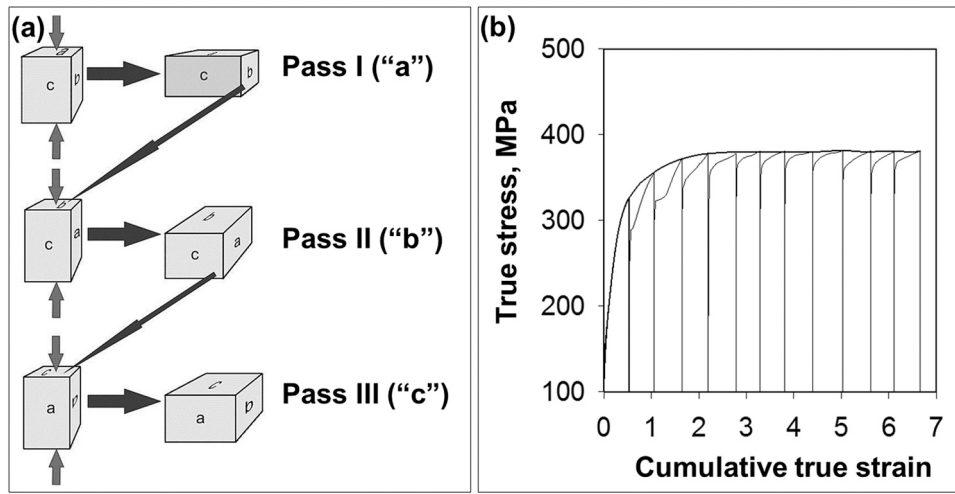 (a)
a
c
b
c
b
Pass I (“a”)
b
c
a
b
c
a
Pass II (“b”)
c
a
b
c
a
b
Pass III (“c”)
(b)
500
400
300
200
100
True stress, MPa
0 1 2 3 4 5 6 7
Cumulative true strain